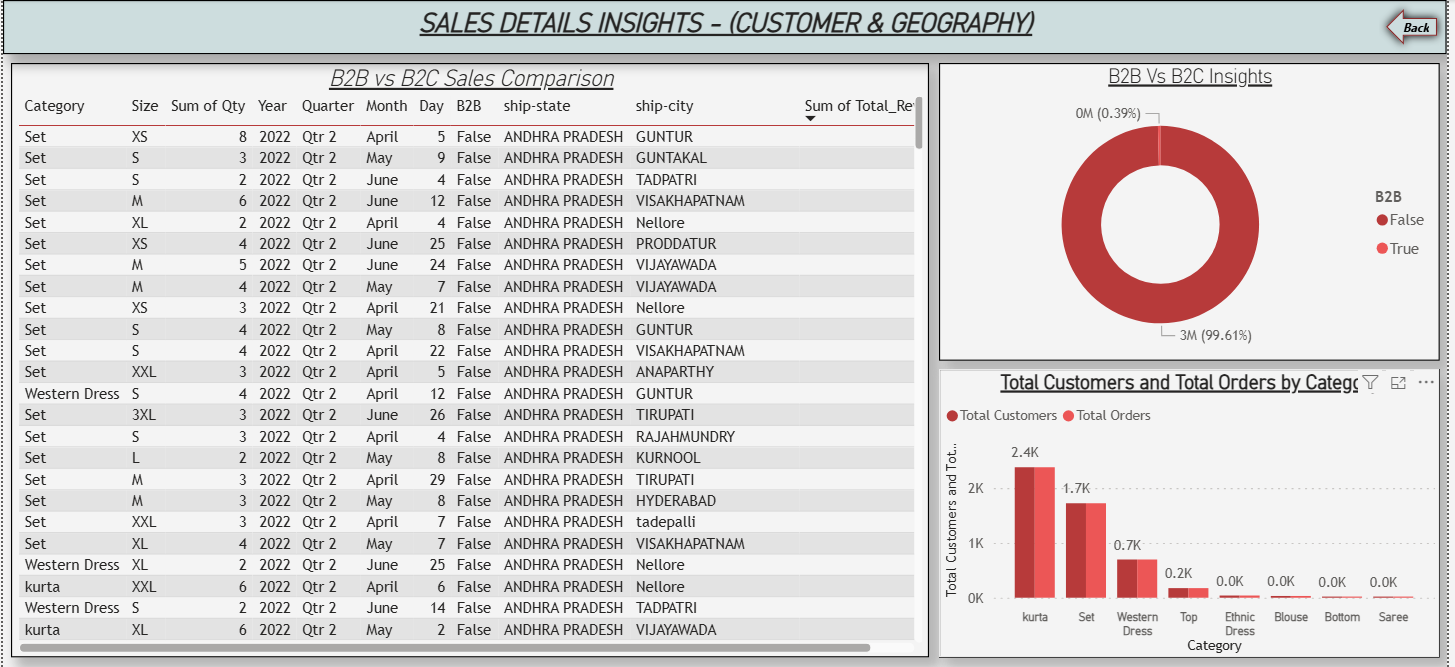 SALES DETAILS INSIGHTS - (CUSTOMER & GEOGRAPHY)
Back
B2B vs B2C Sales Comparison
Category Size Sum of Qty Year Quarter Month Day B2B ship-state ship-city Sum of Total_Re
Set XS 8 2022 Qtr 2 April 5 False ANDHRA PRADESH GUNTUR
Set S 3 2022 Qtr 2 May 9 False ANDHRA PRADESH GUNTAKAL
Set S 2 2022 Qtr 2 June 4 False ANDHRA PRADESH TADPATRI
Set M 6 2022 Qtr 2 June 12 False ANDHRA PRADESH VISAKHAPATNAM
Set XL 2 2022 Qtr 2 April 4 False ANDHRA PRADESH Nellore
Set XS 4 2022 Qtr 2 June 25 False ANDHRA PRADESH PRODDATUR
Set M 5 2022 Qtr 2 June 24 False ANDHRA PRADESH VIJAYAWADA
Set M 4 2022 Qtr 2 May 7 False ANDHRA PRADESH VIJAYAWADA
Set XS 3 2022 Qtr 2 April 21 False ANDHRA PRADESH Nellore
Set S 4 2022 Qtr 2 May 8 False ANDHRA PRADESH GUNTUR
Set S 4 2022 Qtr 2 April 22 False ANDHRA PRADESH VISAKHAPATNAM
Set XXL 3 2022 Qtr 2 April 5 False ANDHRA PRADESH ANAPARTHY
Western Dress S 4 2022 Qtr 2 April 12 False ANDHRA PRADESH GUNTUR
Set 3XL 3 2022 Qtr 2 June 26 False ANDHRA PRADESH TIRUPATI
Set S 3 2022 Qtr 2 April 4 False ANDHRA PRADESH RAJAHMUNDRY
Set L 2 2022 Qtr 2 May 8 False ANDHRA PRADESH KURNOOL
Set M 3 2022 Qtr 2 April 29 False ANDHRA PRADESH TIRUPATI
Set M 3 2022 Qtr 2 May 8 False ANDHRA PRADESH HYDERABAD
Set XXL 3 2022 Qtr 2 April 7 False ANDHRA PRADESH tadepalli
Set XL 4 2022 Qtr 2 May 7 False ANDHRA PRADESH VISAKHAPATNAM
Western Dress XL 2 2022 Qtr 2 June 25 False ANDHRA PRADESH Nellore
kurta XXL 6 2022 Qtr 2 April 6 False ANDHRA PRADESH Nellore
Western Dress S 2 2022 Qtr 2 June 14 False ANDHRA PRADESH TADPATRI
kurta XL 6 2022 Qtr 2 May 2 False ANDHRA PRADESH VIJAYAWADA
B2B Vs B2C Insights
0M (0.39%)
3M (99.61%)
B2B
False
True
Total Customers and Total Orders by Categ
Total Customers Total Orders
Total Customers and Tot...
2K
1K
0K
2.4K
1.7K
0.7K
0.2K
0.0K
0.0K
0.0K
0.0K
kurta
Set
Western
Dress
Top
Ethnic
Dress
Blouse
Bottom
Saree
Category